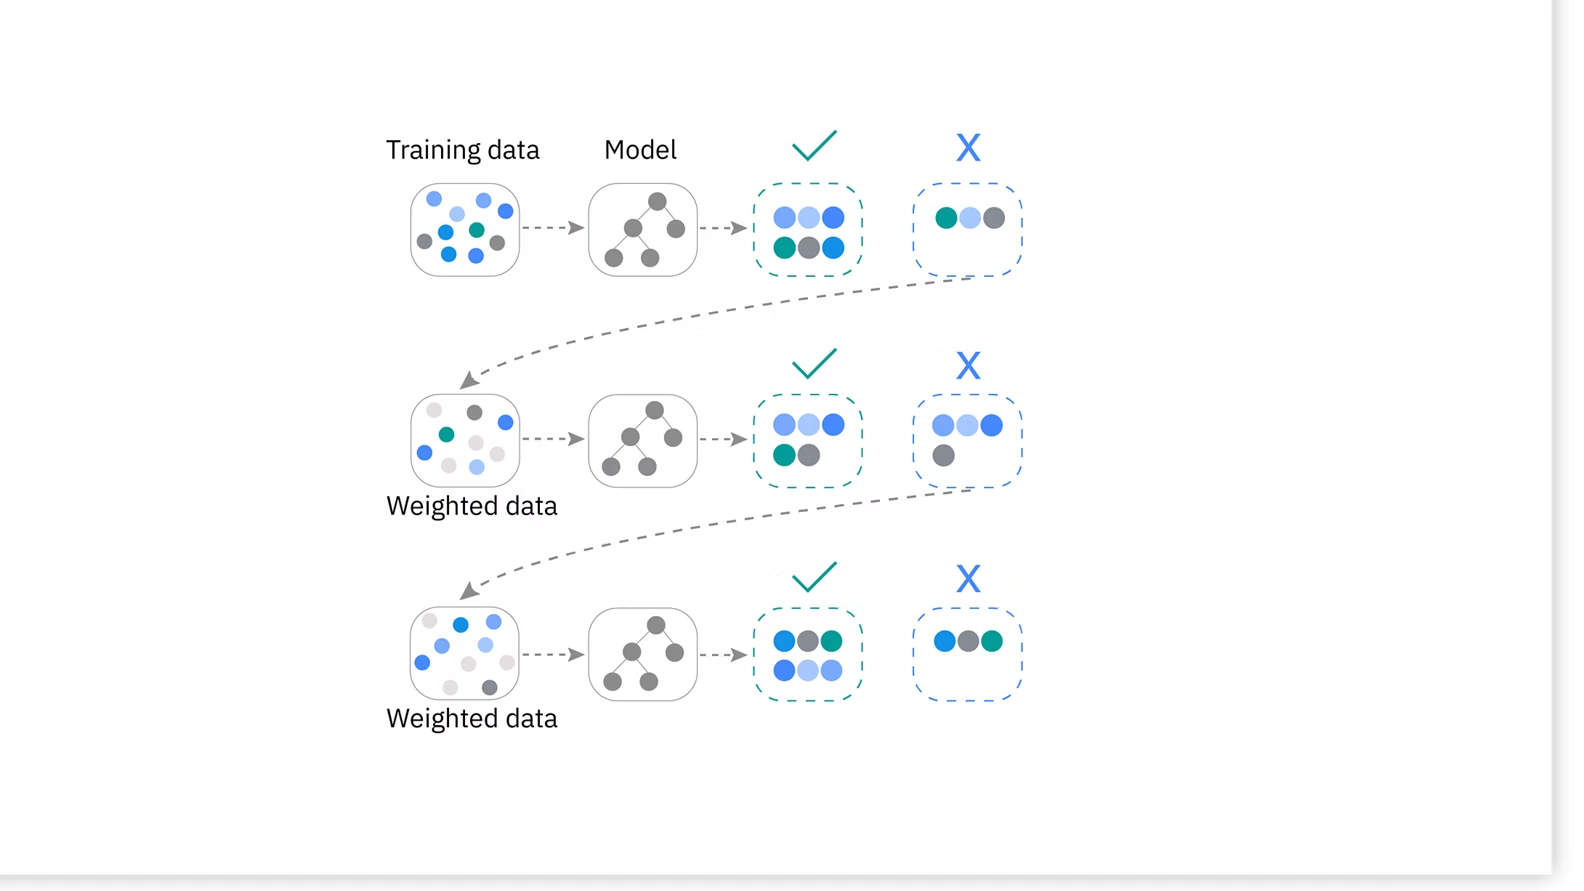 Training data
Model
X
X
Weighted data
X
Weighted data